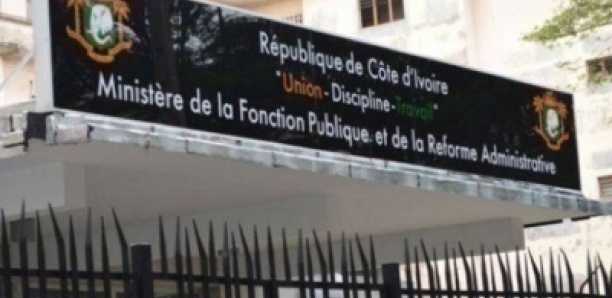 République de Côte d'Ivoire
"Union - Discipline - Travail"
Ministère de la Fonction Publique et de la Reforme Administrative